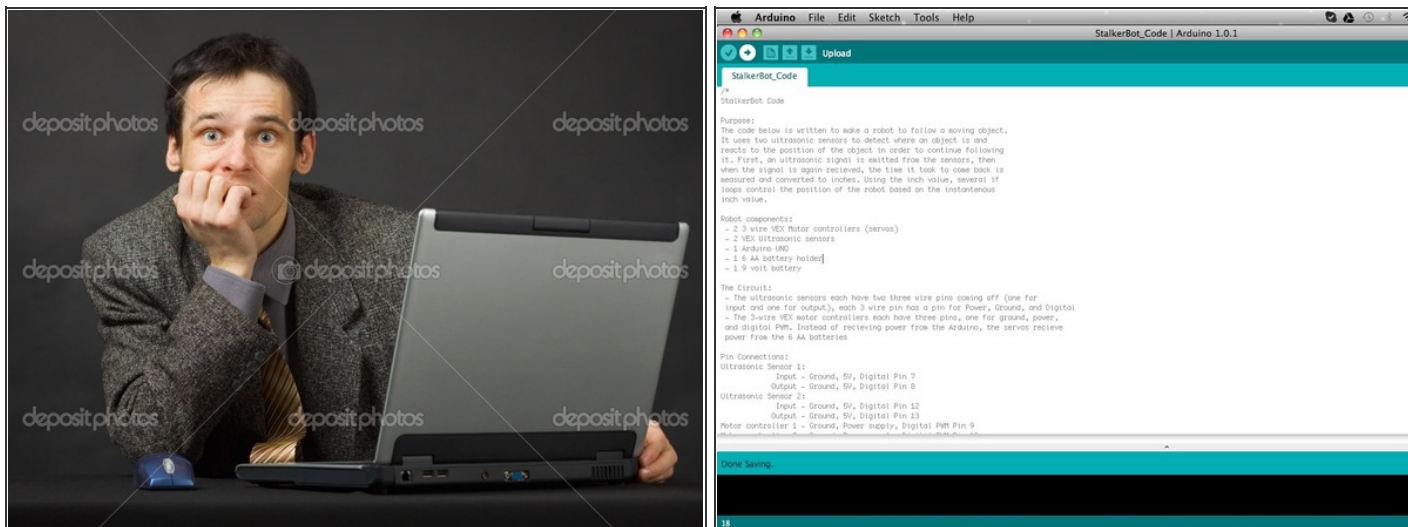 depositphotos depositphotos depositphotos
depositphotos depositphotos depositphotos
depositphotos depositphotos depositphotos
Arduino File Edit Sketch Tools Help
StalkerBot_Code | Arduino 1.0.1
Upload
StalkerBot_Code
/*
StalkerBot Code
Purpose:
The code below is written to make a robot to follow a moving object.
It uses two ultrasonic sensors to detect where an object is and
reacts to the position of the object in order to continue following
it. First, an ultrasonic signal is emitted from the sensors, then
when the signal is again recieved, the time it took to come back is
measured and converted to inches. Using the inch value, several if
loops control the position of the robot based on the instantenous
inch value.
Robot components:
- 2 3 wire VEX Motor controllers (servos)
- 2 VEX Ultrasonic sensors
- 1 Arduino UNO
- 1 6 AA battery holder
- 1 9 volt battery
The Circuit:
- The ultrasonic sensors each have two three wire pins coming off (one for
input and one for output), each 3 wire pin has a pin for Power, Ground, and Digital
- The 3-wire VEX motor controllers each have three pins, one for ground, power,
and digital PWM. Instead of recieving power from the Arduino, the servos recieve
power from the 6 AA batteries
Pin Connections:
Ultrasonic Sensor 1:
Input - Ground, 5V, Digital Pin 7
Output - Ground, 5V, Digital Pin 8
Ultrasonic Sensor 2:
Input - Ground, 5V, Digital Pin 12
Output - Ground, 5V, Digital Pin 13
Motor controller 1 - Ground, Power supply, Digital PWM Pin 9
Done Saving.
18